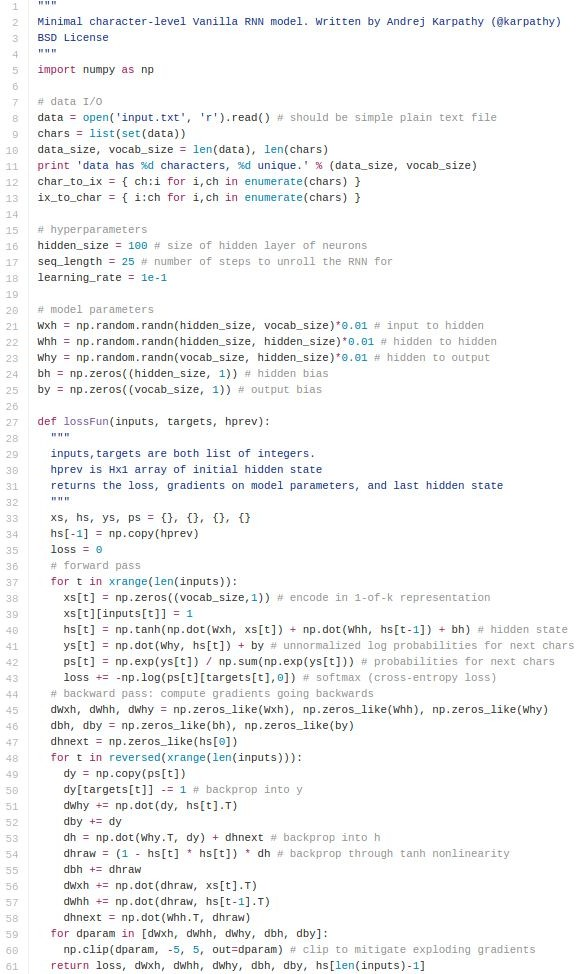 1 """
2 Minimal character-level Vanilla RNN model. Written by Andrej Karpathy (@karpathy)
3 BSD License
4 """
5 import numpy as np
6
7 # data I/O
8 data = open('input.txt', 'r').read() # should be simple plain text file
9 chars = list(set(data))
10 data_size, vocab_size = len(data), len(chars)
11 print 'data has %d characters, %d unique.' % (data_size, vocab_size)
12 char_to_ix = { ch:i for i,ch in enumerate(chars) }
13 ix_to_char = { i:ch for i,ch in enumerate(chars) }
14
15 # hyperparameters
16 hidden_size = 100 # size of hidden layer of neurons
17 seq_length = 25 # number of steps to unroll the RNN for
18 learning_rate = 1e-1
19
20 # model parameters
21 Wxh = np.random.randn(hidden_size, vocab_size)*0.01 # input to hidden
22 Whh = np.random.randn(hidden_size, hidden_size)*0.01 # hidden to hidden
23 Why = np.random.randn(vocab_size, hidden_size)*0.01 # hidden to output
24 bh = np.zeros((hidden_size, 1)) # hidden bias
25 by = np.zeros((vocab_size, 1)) # output bias
26
27 def lossFun(inputs, targets, hprev):
28   """
29   inputs,targets are both list of integers.
30   hprev is Hx1 array of initial hidden state
31   returns the loss, gradients on model parameters, and last hidden state
32   """
33   xs, hs, ys, ps = {}, {}, {}, {}
34   hs[-1] = np.copy(hprev)
35   loss = 0
36   # forward pass
37   for t in xrange(len(inputs)):
38     xs[t] = np.zeros((vocab_size,1)) # encode in 1-of-k representation
39     xs[t][inputs[t]] = 1
40     hs[t] = np.tanh(np.dot(Wxh, xs[t]) + np.dot(Whh, hs[t-1]) + bh) # hidden state
41     ys[t] = np.dot(Why, hs[t]) + by # unnormalized log probabilities for next chars
42     ps[t] = np.exp(ys[t]) / np.sum(np.exp(ys[t])) # probabilities for next chars
43     loss += -np.log(ps[t][targets[t],0]) # softmax (cross-entropy loss)
44   # backward pass: compute gradients going backwards
45   dWxh, dWhh, dWhy = np.zeros_like(Wxh), np.zeros_like(Whh), np.zeros_like(Why)
46   dbh, dby = np.zeros_like(bh), np.zeros_like(by)
47   dhnext = np.zeros_like(hs[0])
48   for t in reversed(xrange(len(inputs))):
49     dy = np.copy(ps[t])
50     dy[targets[t]] -= 1 # backprop into y
51     dWhy += np.dot(dy, hs[t].T)
52     dby += dy
53     dh = np.dot(Why.T, dy) + dhnext # backprop into h
54     dhraw = (1 - hs[t] * hs[t]) * dh # backprop through tanh nonlinearity
55     dbh += dhraw
56     dWxh += np.dot(dhraw, xs[t].T)
57     dWhh += np.dot(dhraw, hs[t-1].T)
58     dhnext = np.dot(Whh.T, dhraw)
59   for dparam in [dWxh, dWhh, dWhy, dbh, dby]:
60     np.clip(dparam, -5, 5, out=dparam) # clip to mitigate exploding gradients
61   return loss, dWxh, dWhh, dWhy, dbh, dby, hs[len(inputs)-1]